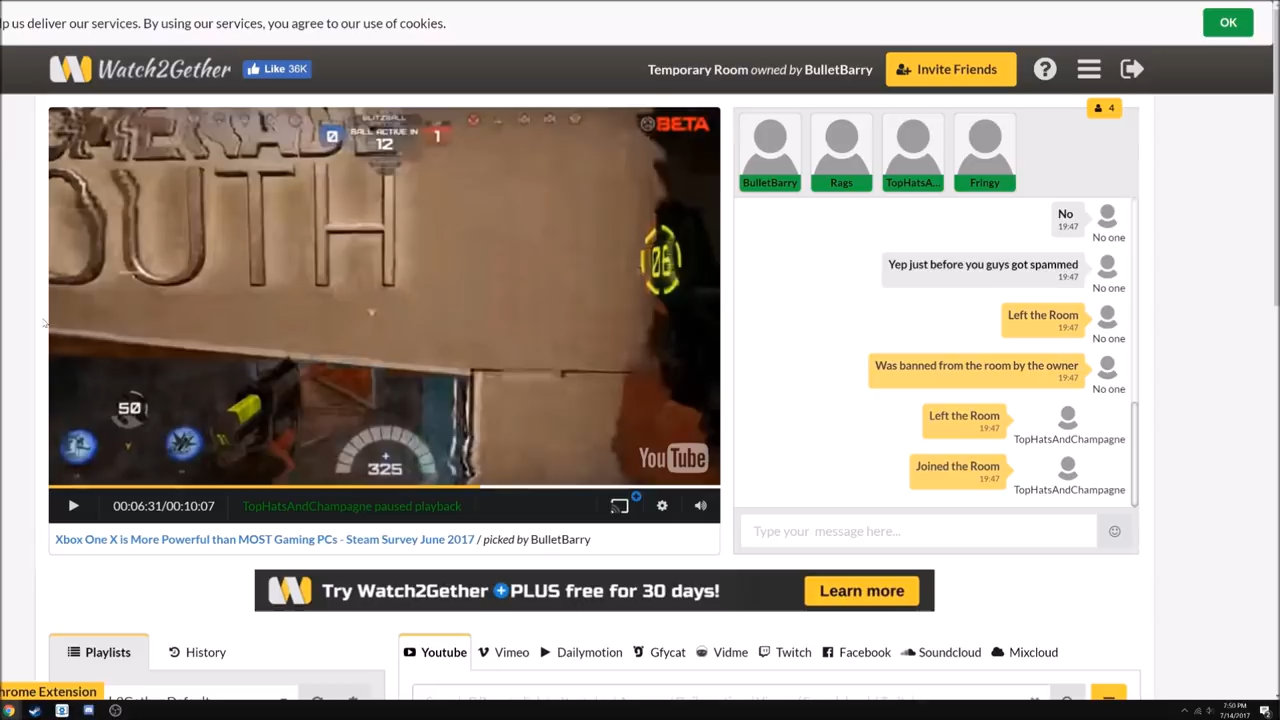 lp us deliver our services. By using our services, you agree to our use of cookies.
OK
Watch2Gether
Like 36K
Temporary Room owned by BulletBarry
Invite Friends
4
BLITZBALL
0
BALL ACTIVE IN
12
1
BETA
OUTH
06
50
Y
325
YouTube
BulletBarry
Rags
TopHatsA...
Fringy
No
19:47
No one
Yep just before you guys got spammed
19:47
No one
Left the Room
19:47
No one
Was banned from the room by the owner
19:47
No one
Left the Room
19:47
TopHatsAndChampagne
Joined the Room
19:47
TopHatsAndChampagne
00:06:31/00:10:07
TopHatsAndChampagne paused playback
Type your message here...
Xbox One X is More Powerful than MOST Gaming PCs - Steam Survey June 2017 / picked by BulletBarry
Try Watch2Gether PLUS free for 30 days!
Learn more
Playlists
History
Youtube
Vimeo
Dailymotion
Gfycat
Vidme
Twitch
Facebook
Soundcloud
Mixcloud
hrome Extension
7:50 PM
7/14/2017